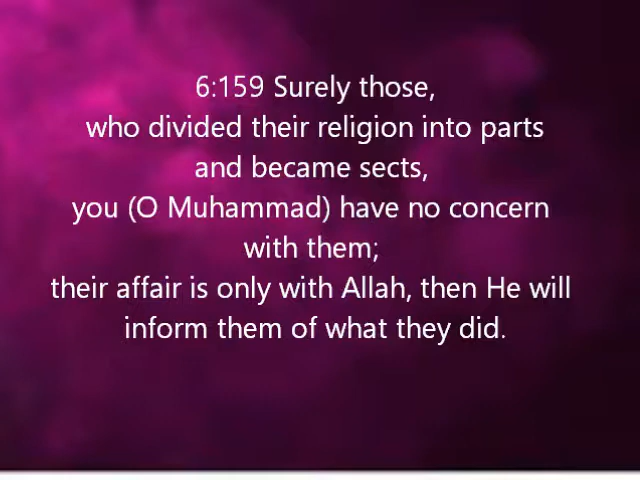 6:159 Surely those,
who divided their religion into parts
and became sects,
you (O Muhammad) have no concern
with them;
their affair is only with Allah, then He will
inform them of what they did.